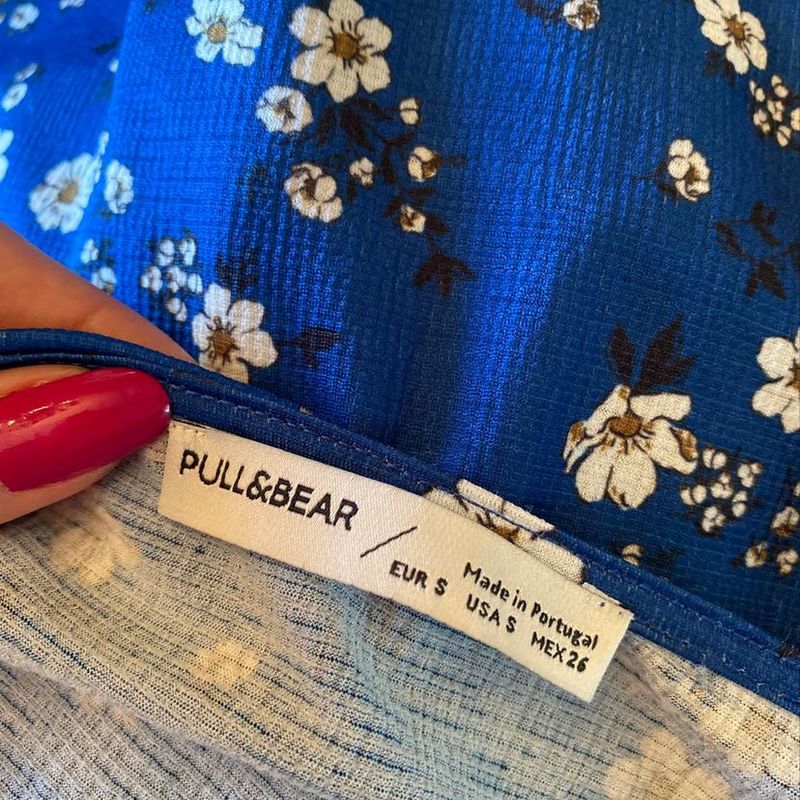 PULL&BEAR /
Made in Portugal
EUR S USA S MEX 26